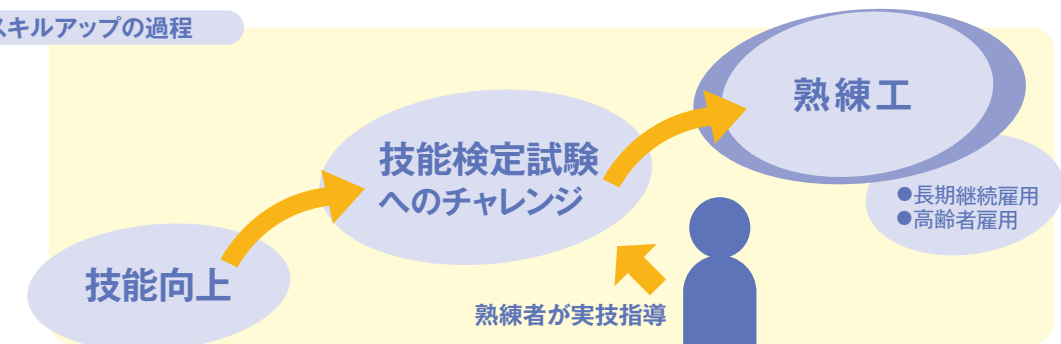 スキルアップの過程
熟練工
技能検定試験
へのチャレンジ
●長期継続雇用
●高齢者雇用
技能向上
熟練者が実技指導